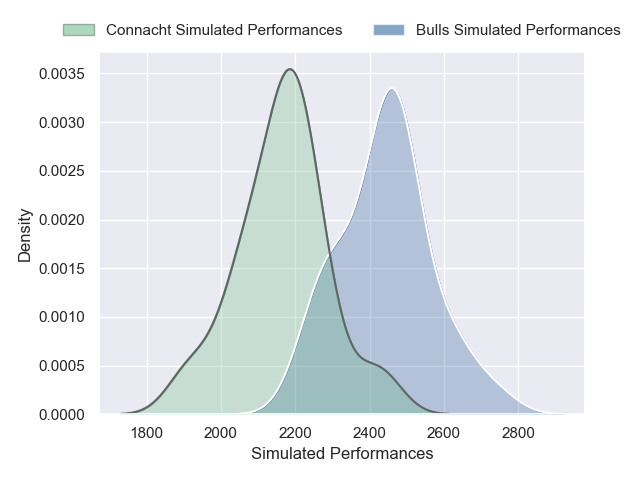 Connacht Simulated Performances
Bulls Simulated Performances
0.0035
0.0030
0.0025
0.0020
0.0015
0.0010
0.0005
0.0000
Density
1800 2000 2200 2400 2600 2800
Simulated Performances